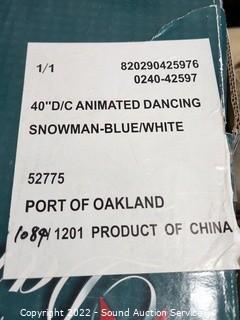 1/1 820290425976
0240-42597
40"D/C ANIMATED DANCING
SNOWMAN-BLUE/WHITE
52775
PORT OF OAKLAND
1201 PRODUCT OF CHINA
Copyright 2022 - Sound Auction Service